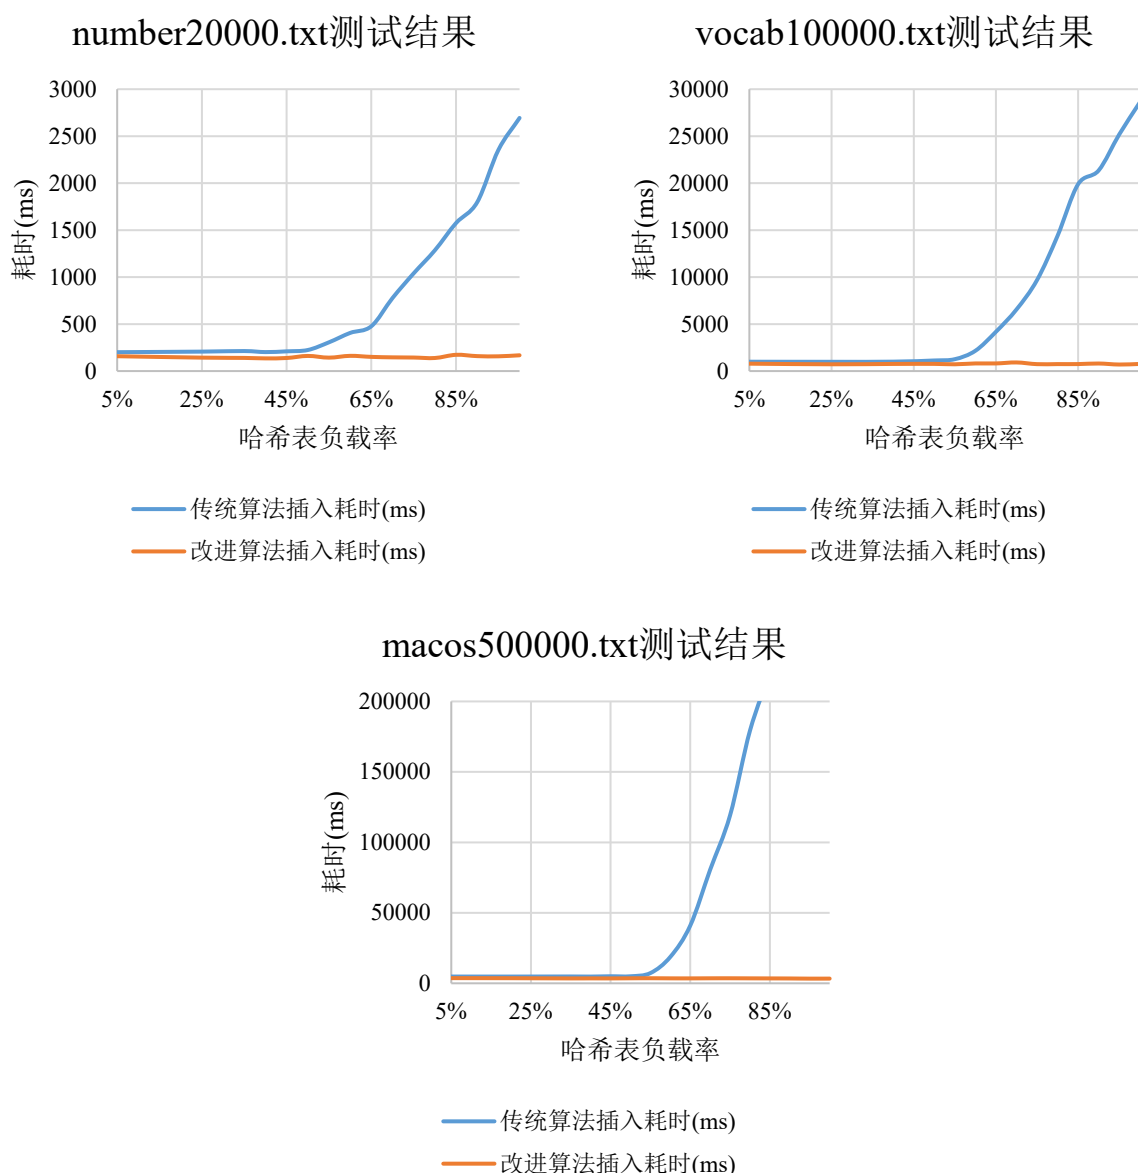 number20000.txt测试结果
3000
2500
2000
1500
1000
500
0
耗时(ms)
5% 25% 45% 65% 85%
哈希表负载率
传统算法插入耗时(ms)
改进算法插入耗时(ms)
vocab100000.txt测试结果
30000
25000
20000
15000
10000
5000
0
耗时(ms)
5% 25% 45% 65% 85%
哈希表负载率
传统算法插入耗时(ms)
改进算法插入耗时(ms)
macos500000.txt测试结果
200000
150000
100000
50000
0
耗时(ms)
5% 25% 45% 65% 85%
哈希表负载率
传统算法插入耗时(ms)
改进算法插入耗时(ms)